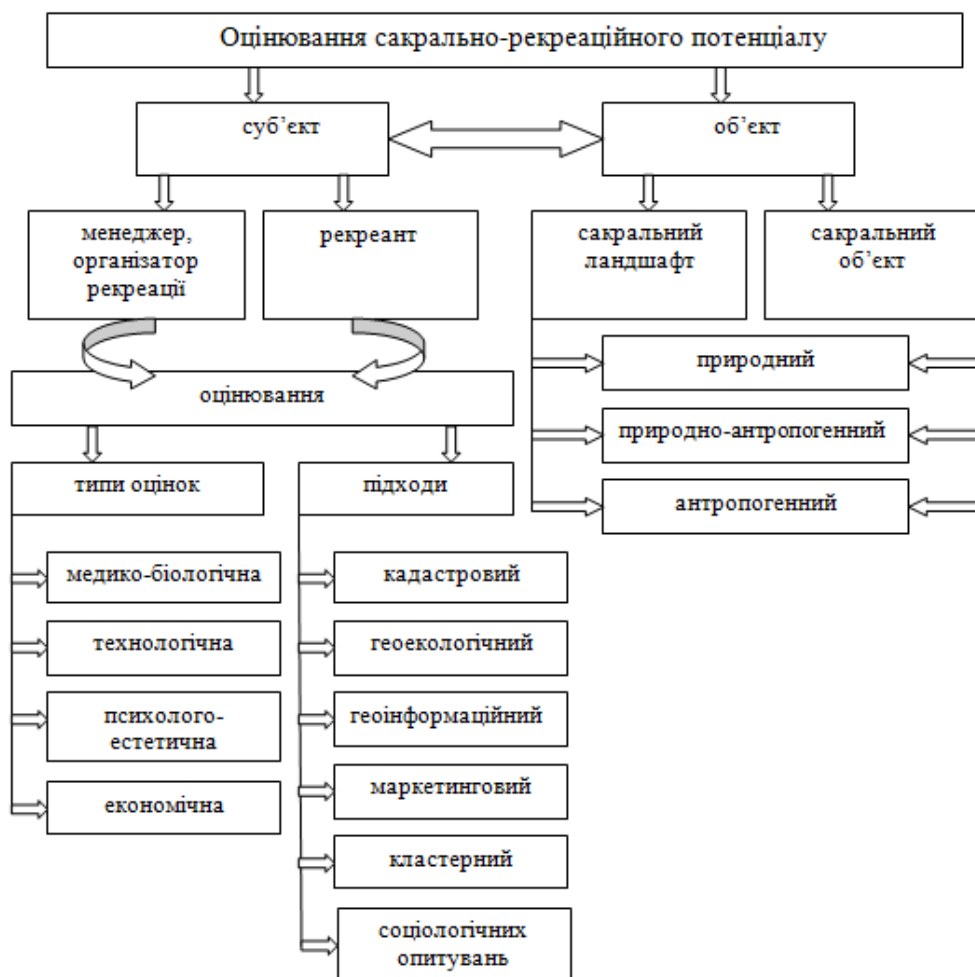 Оцінювання сакрально-рекреаційного потенціалу
суб’єкт
об’єкт
менеджер,
організатор
рекреації
рекреант
сакральний
ландшафт
сакральний
об’єкт
природний
природно-антропогенний
антропогенний
оцінювання
типи оцінок
підходи
медико-біологічна
технологічна
психолого-
естетична
економічна
кадастровий
геоекологічний
геоінформаційний
маркетинговий
кластерний
соціологічних
опитувань